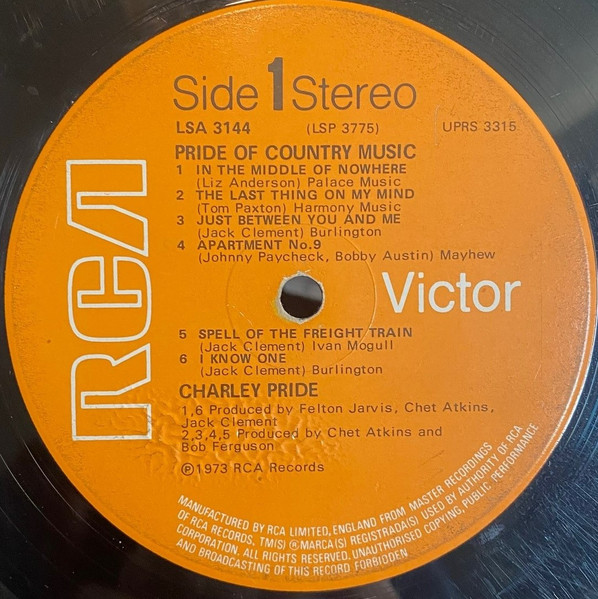 Side 1 Stereo
LSA 3144 (LSP 3775) UPRS 3315
PRIDE OF COUNTRY MUSIC
1 IN THE MIDDLE OF NOWHERE
(Liz Anderson) Palace Music
2 THE LAST THING ON MY MIND
(Tom Paxton) Harmony Music
3 JUST BETWEEN YOU AND ME
(Jack Clement) Burlington
4 APARTMENT No.9
(Johnny Paycheck, Bobby Austin) Mayhew
RCA
Victor
5 SPELL OF THE FREIGHT TRAIN
(Jack Clement) Ivan Mogull
6 I KNOW ONE
(Jack Clement) Burlington
CHARLEY PRIDE
1,6 Produced by Felton Jarvis, Chet Atkins,
Jack Clement
2,3,4,5 Produced by Chet Atkins and
Bob Ferguson
Ⓟ©1973 RCA Records
MANUFACTURED BY RCA LIMITED, ENGLAND FROM MASTER RECORDINGS
OF RCA RECORDS, TM(S) ® MARCA(S) REGISTRADA(S) USED BY AUTHORITY OF RCA
CORPORATION. ALL RIGHTS RESERVED. UNAUTHORISED COPYING, PUBLIC PERFORMANCE
AND BROADCASTING OF THIS RECORD FORBIDDEN